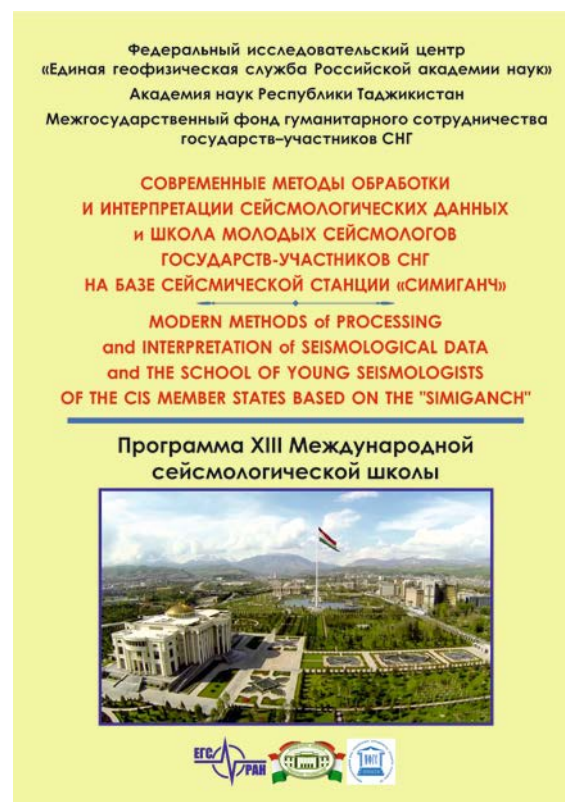 Федеральный исследовательский центр
«Единая геофизическая служба Российской академии наук»
Академия наук Республики Таджикистан
Межгосударственный фонд гуманитарного сотрудничества
государств–участников СНГ
СОВРЕМЕННЫЕ МЕТОДЫ ОБРАБОТКИ
И ИНТЕРПРЕТАЦИИ СЕЙСМОЛОГИЧЕСКИХ ДАННЫХ
и ШКОЛА МОЛОДЫХ СЕЙСМОЛОГОВ
ГОСУДАРСТВ-УЧАСТНИКОВ СНГ
НА БАЗЕ СЕЙСМИЧЕСКОЙ СТАНЦИИ «СИМИГАНЧ»
MODERN METHODS of PROCESSING
and INTERPRETATION of SEISMOLOGICAL DATA
and THE SCHOOL OF YOUNG SEISMOLOGISTS
OF THE CIS MEMBER STATES BASED ON THE "SIMIGANCH"
Программа XIII Международной
сейсмологической школы
ЕГС
РАН